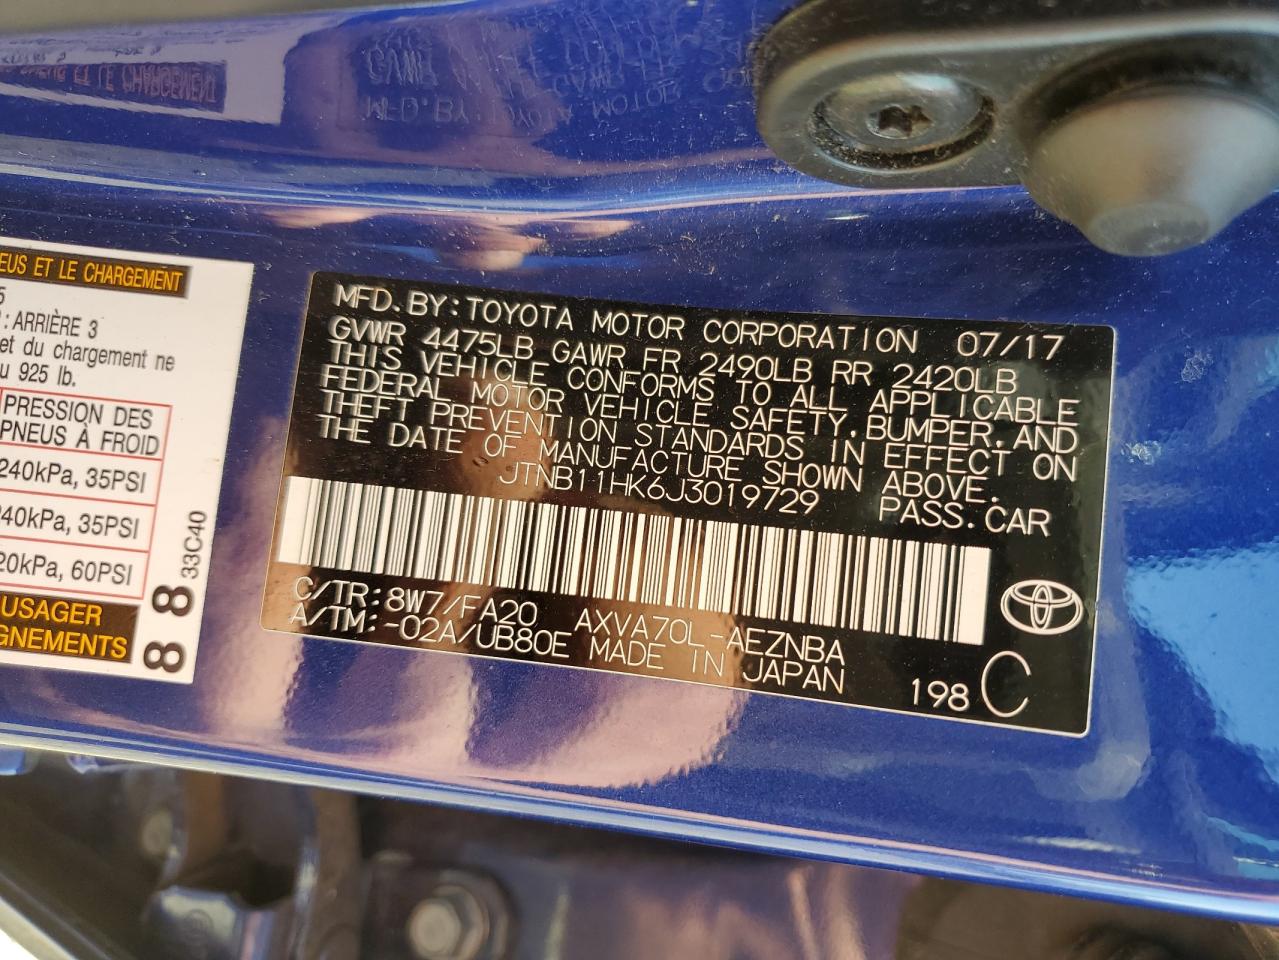 EUS ET LE CHARGEMENT
5
: ARRIÈRE 3
et du chargement ne
u 925 lb.
PRESSION DES
PNEUS À FROID
240kPa, 35PSI
240kPa, 35PSI
20kPa, 60PSI
USAGER
GNEMENTS
88
33C40
MFD. BY: TOYOTA MOTOR CORPORATION 07/17
GVWR 4475LB GAWR FR 2490LB RR 2420LB
THIS VEHICLE CONFORMS TO ALL APPLICABLE
FEDERAL MOTOR VEHICLE SAFETY, BUMPER, AND
THEFT PREVENTION STANDARDS IN EFFECT ON
THE DATE OF MANUFACTURE SHOWN ABOVE.
JTNB11HK6J3019729 PASS. CAR
C/TR: 8W7/FA20 AXVA70L-AEZNBA
A/TM: -02A/UB80E MADE IN JAPAN
198 C